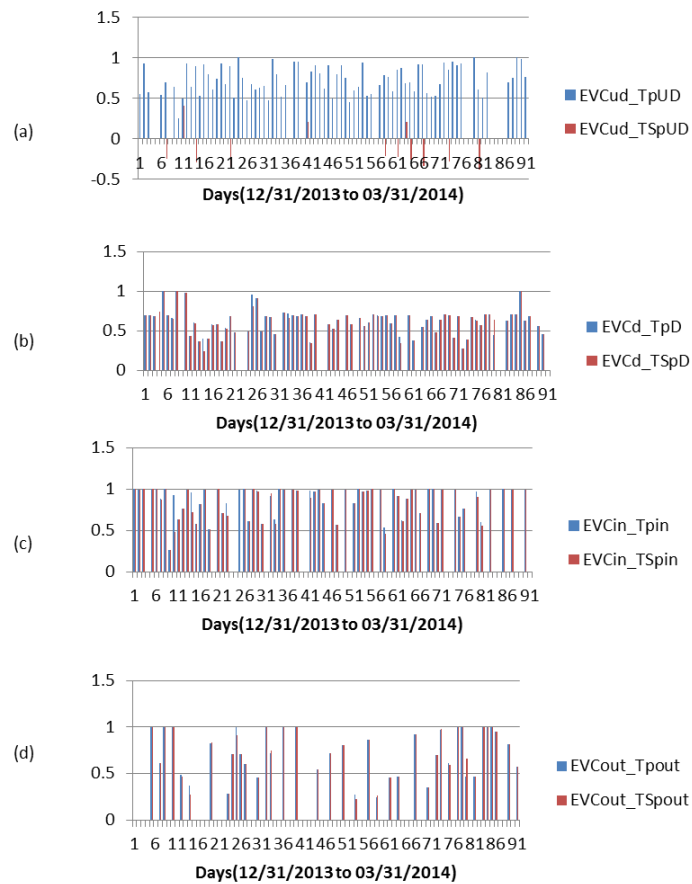 (a)
1.5
1
0.5
0
-0.5
1 6 11 16 21 26 31 36 41 46 51 56 61 66 71 76 81 86 91
Days(12/31/2013 to 03/31/2014)
EVCud_TpUD
EVCud_TSpUD
(b)
1.5
1
0.5
0
1 6 11 16 21 26 31 36 41 46 51 56 61 66 71 76 81 86 91
Days(12/31/2013 to 03/31/2014)
EVCd_TpD
EVCd_TSpD
(c)
1.5
1
0.5
0
1 6 11 16 21 26 31 36 41 46 51 56 61 66 71 76 81 86 91
Days(12/31/2013 to 03/31/2014)
EVCin_Tpin
EVCin_TSpin
(d)
1.5
1
0.5
0
1 6 11 16 21 26 31 36 41 46 51 56 61 66 71 76 81 86 91
Days(12/31/2013 to 03/31/2014)
EVCout_Tpout
EVCout_TSpout